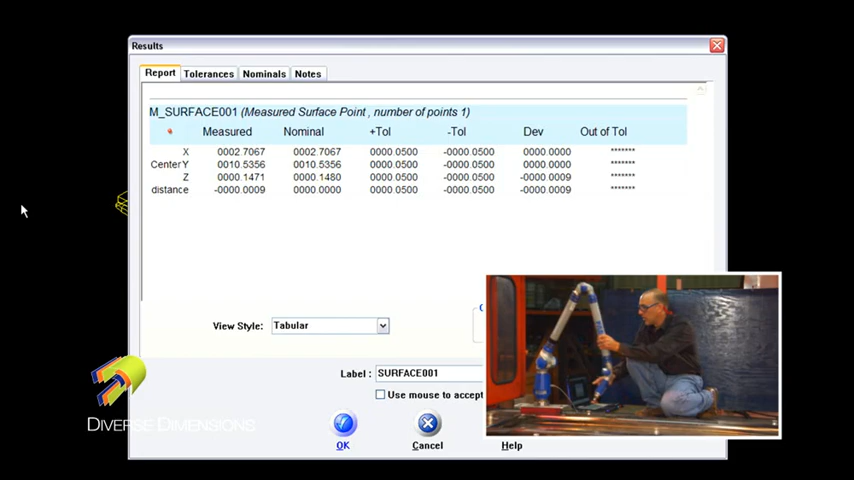 Results
Report Tolerances Nominals Notes
M_SURFACE001 (Measured Surface Point , number of points 1)
Measured Nominal +Tol -Tol Dev Out of Tol
X 0002.7067 0002.7067 0000.0500 -0000.0500 0000.0000 *******
Center Y 0010.5356 0010.5356 0000.0500 -0000.0500 0000.0000 *******
Z 0000.1471 0000.1480 0000.0500 -0000.0500 -0000.0009 *******
distance -0000.0009 0000.0000 0000.0500 -0000.0500 -0000.0009 *******
View Style: Tabular
Label : SURFACE001
Use mouse to accept
DIVERSE DIMENSIONS
OK Cancel Help